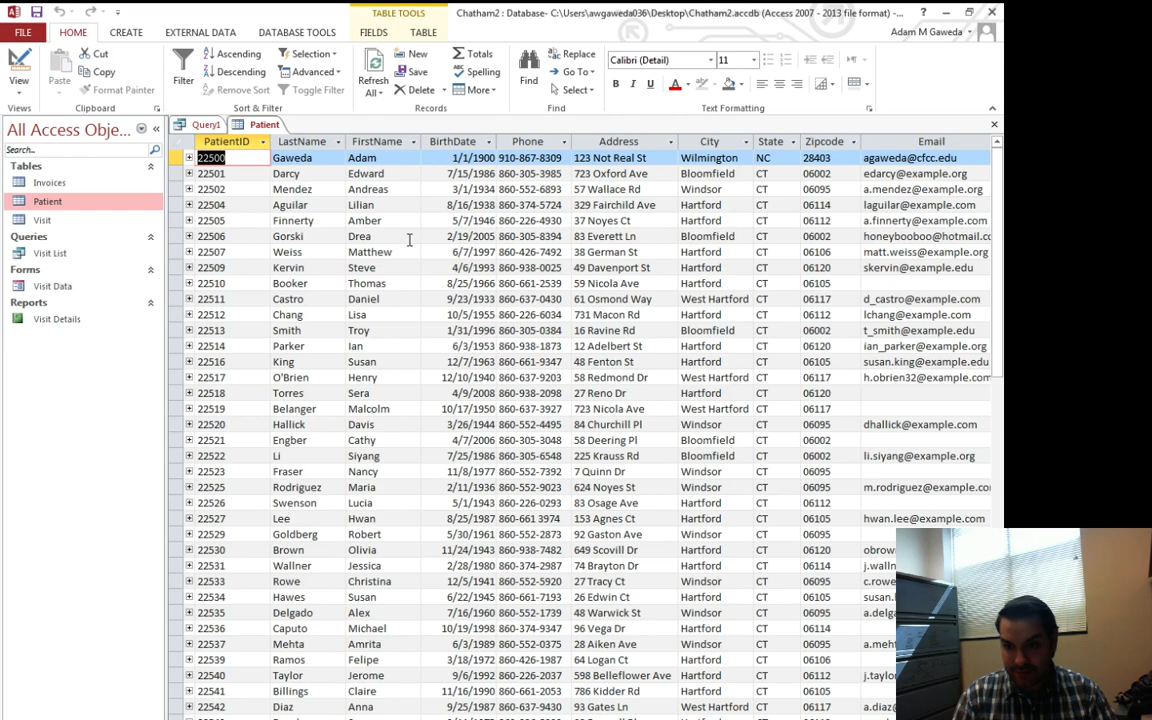 TABLE TOOLS
Chatham2 : Database- C:\Users\awgaweda036\Desktop\Chatham2.accdb (Access 2007 - 2013 file format) -...
FILE HOME CREATE EXTERNAL DATA DATABASE TOOLS FIELDS TABLE Adam M Gaweda
View
Views
Paste
Cut
Copy
Format Painter
Clipboard
Filter
Ascending
Descending
Remove Sort
Selection
Advanced
Toggle Filter
Sort & Filter
Refresh All
New
Save
Delete
Totals
Spelling
More
Records
Find
Replace
Go To
Select
Find
Calibri (Detail) 11
B I U A
Text Formatting
All Access Obje...
Search...
Tables
Invoices
Patient
Visit
Queries
Visit List
Forms
Visit Data
Reports
Visit Details
Query1 Patient
PatientID LastName FirstName BirthDate Phone Address City State Zipcode Email
22500 Gaweda Adam 1/1/1900 910-867-8309 123 Not Real St Wilmington NC 28403 agaweda@cfcc.edu
22501 Darcy Edward 7/15/1986 860-305-3985 723 Oxford Ave Bloomfield CT 06002 edarcy@example.org
22502 Mendez Andreas 3/1/1934 860-552-6893 57 Wallace Rd Windsor CT 06095 a.mendez@example.org
22504 Aguilar Lilian 8/16/1938 860-374-5724 329 Fairchild Ave Hartford CT 06114 laguilar@example.com
22505 Finnerty Amber 5/7/1946 860-226-4930 37 Noyes Ct Hartford CT 06112 a.finnerty@example.com
22506 Gorski Drea 2/19/2005 860-305-8394 83 Everett Ln Bloomfield CT 06002 honeybooboo@hotmail.cc
22507 Weiss Matthew 6/7/1997 860-426-7492 38 German St Hartford CT 06106 matt.weiss@example.com
22509 Kervin Steve 4/6/1993 860-938-0025 49 Davenport St Hartford CT 06120 skervin@example.edu
22510 Booker Thomas 8/25/1966 860-661-2539 59 Nicola Ave Hartford CT 06105
22511 Castro Daniel 9/23/1933 860-637-0430 61 Osmond Way West Hartford CT 06117 d_castro@example.com
22512 Chang Lisa 10/5/1955 860-226-6034 731 Macon Rd Hartford CT 06112 lchang@example.com
22513 Smith Troy 1/31/1996 860-305-0384 16 Ravine Rd Bloomfield CT 06002 t_smith@example.edu
22514 Parker Ian 6/3/1953 860-938-1873 12 Adelbert St Hartford CT 06120 ian_parker@example.org
22516 King Susan 12/7/1963 860-661-9347 48 Fenton St Hartford CT 06105 susan.king@example.edu
22517 O'Brien Henry 12/10/1940 860-637-9203 58 Redmond Dr West Hartford CT 06117 h.obrien32@example.com
22518 Torres Sera 4/9/2008 860-938-2098 27 Reno Dr Hartford CT 06120
22519 Belanger Malcolm 10/17/1950 860-637-3927 723 Nicola Ave West Hartford CT 06117
22520 Hallick Davis 3/26/1944 860-552-4495 84 Churchill Pl Windsor CT 06095 dhallick@example.com
22521 Engber Cathy 4/7/2006 860-305-3048 58 Deering Pl Bloomfield CT 06002
22522 Li Siyang 7/25/1986 860-305-6548 225 Krauss Rd Bloomfield CT 06002 li.siyang@example.org
22523 Fraser Nancy 11/8/1977 860-552-7392 7 Quinn Dr Windsor CT 06095
22525 Rodriguez Maria 2/11/1936 860-552-9023 624 Noyes St Windsor CT 06095 m.rodriguez@example.con
22526 Swenson Lucia 5/1/1943 860-226-0293 83 Osage Ave Hartford CT 06112
22527 Lee Hwan 8/25/1987 860-661 3974 153 Agnes Ct Hartford CT 06105 hwan.lee@example.com
22529 Goldberg Robert 5/30/1961 860-552-2873 92 Gaston Ave Windsor CT 06095
22530 Brown Olivia 11/24/1943 860-938-7482 649 Scovill Dr Hartford CT 06120 obrow
22531 Wallner Jessica 2/28/1980 860-374-2987 74 Brayton Dr Hartford CT 06114 j.walln
22533 Rowe Christina 12/5/1941 860-552-5920 27 Tracy Ct Windsor CT 06095 c.rowe
22534 Hawes Susan 2/22/1945 860-661-7193 26 Edwin Ct Hartford CT 06105 susan.
22535 Delgado Alex 7/16/1960 860-552-1739 48 Warwick St Windsor CT 06095 a.delga
22536 Caputo Michael 10/19/1998 860-374-9471 96 Vega Dr Hartford CT 06114
22537 Mehta Amrita 6/3/1989 860-552-0375 28 Aiken Ave Windsor CT 06095 a.meht
22539 Ramos Felipe 3/18/1972 860-426-1987 64 Logan Ct Hartford CT 06106
22540 Taylor Jerome 9/6/1992 860-226-2037 598 Belleflower Ave Hartford CT 06112 j.taylo
22541 Billings Claire 11/16/1990 860-661-2053 786 Kidder Rd Hartford CT 06105
22542 Diaz Anna 9/25/1987 860-552-6937 93 Gates Ln Windsor CT 06095 a.diaz@